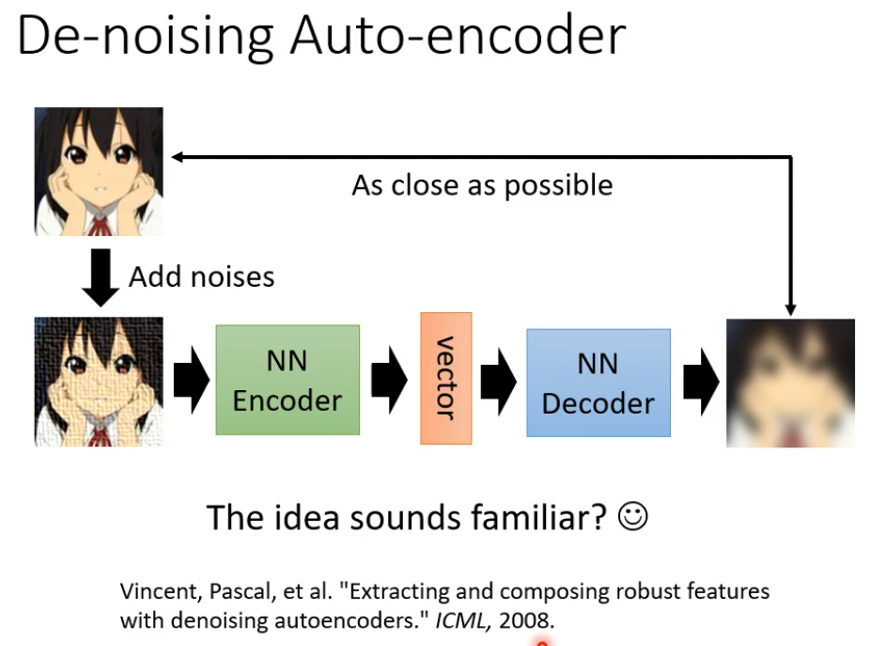 De-noising Auto-encoder
As close as possible
Add noises
NN
Encoder
vector
NN
Decoder
The idea sounds familiar? ☺
Vincent, Pascal, et al. "Extracting and composing robust features
with denoising autoencoders." ICML, 2008.